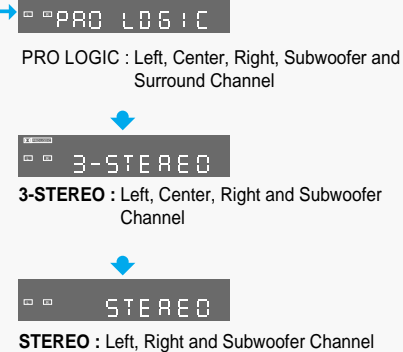 PRO LOGIC
PRO LOGIC : Left, Center, Right, Subwoofer and
Surround Channel
3-STEREO
3-STEREO : Left, Center, Right and Subwoofer
Channel
STEREO
STEREO : Left, Right and Subwoofer Channel